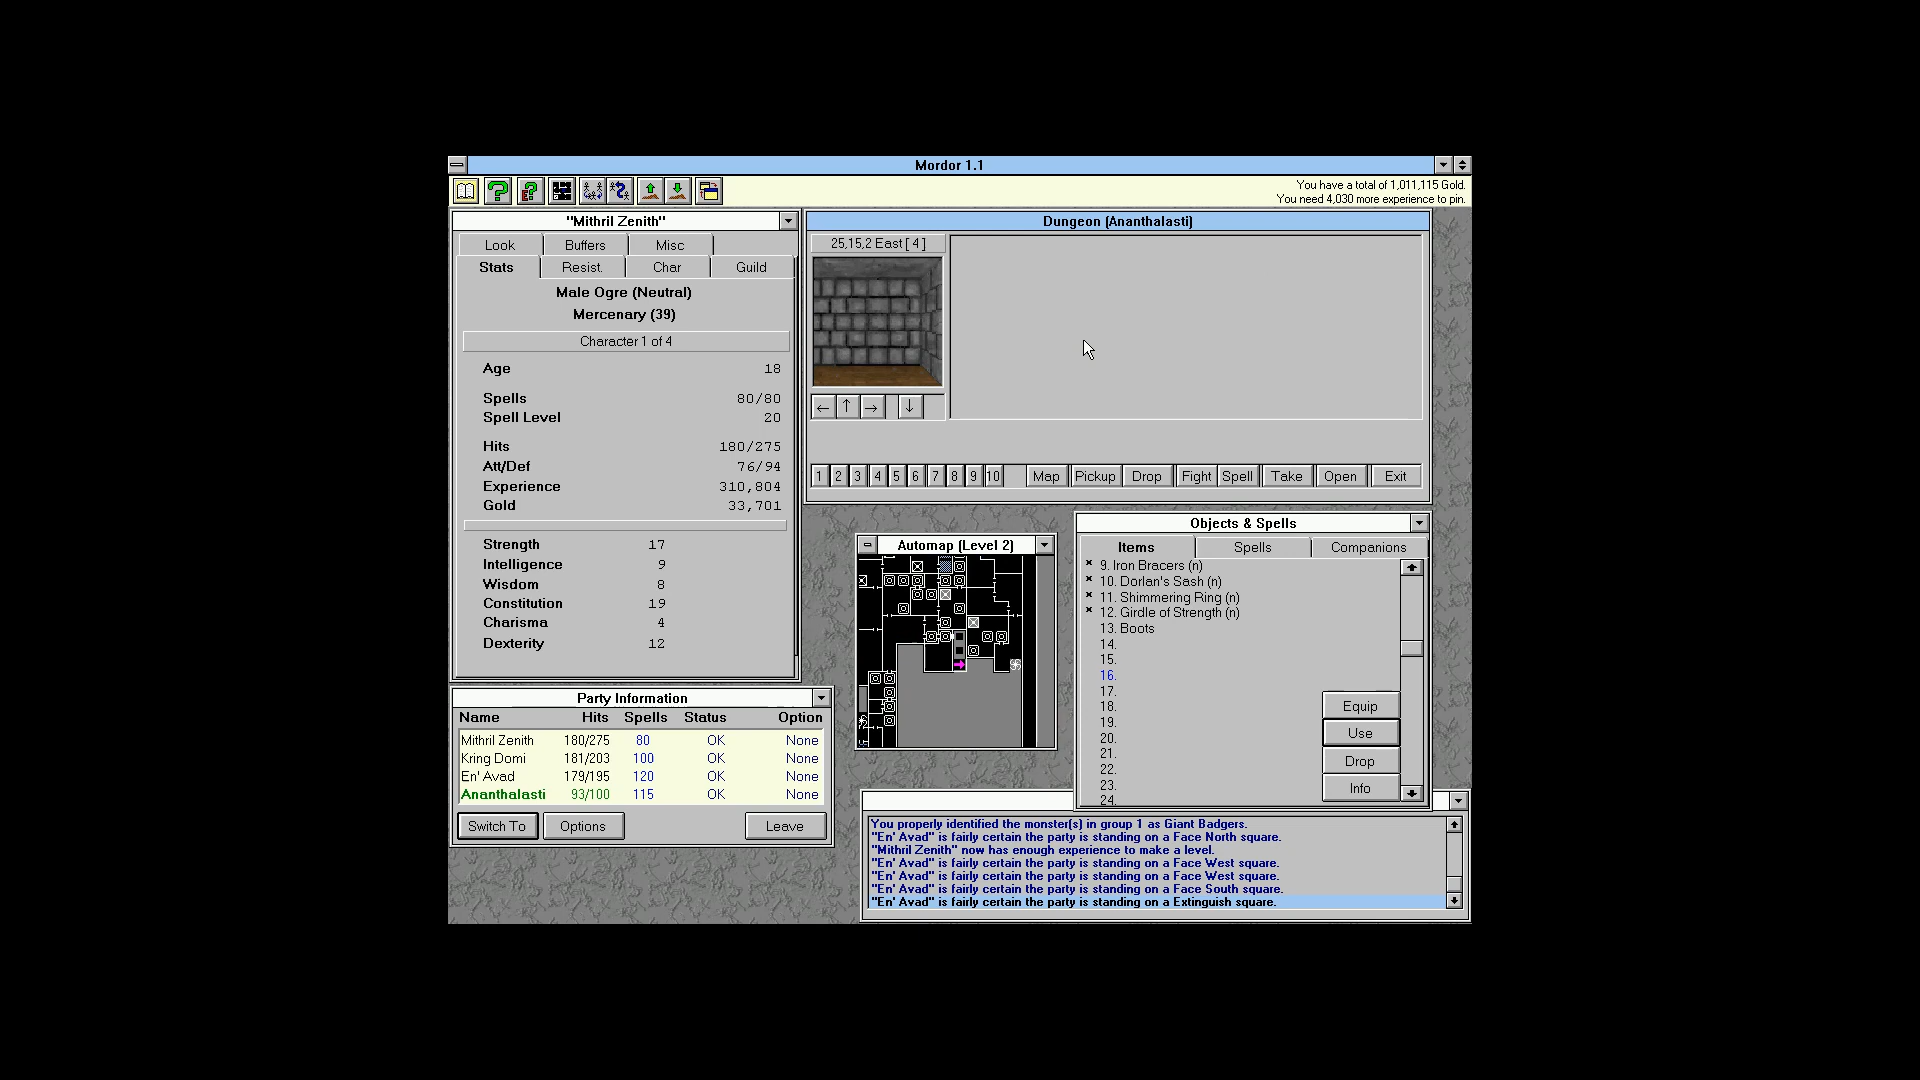 Mordor 1.1
You have a total of 1,011,115 Gold.
You need 4,030 more experience to pin.
"Mithril Zenith"
Look Buffers Misc
Stats Resist. Char Guild
Male Ogre (Neutral)
Mercenary (39)
Character 1 of 4
Age 18
Spells 80/80
Spell Level 20
Hits 180/275
Att/Def 76/94
Experience 310,804
Gold 33,701
Strength 17
Intelligence 9
Wisdom 8
Constitution 19
Charisma 4
Dexterity 12
Dungeon (Ananthalasti)
25,15,2 East [ 4 ]
1 2 3 4 5 6 7 8 9 10 Map Pickup Drop Fight Spell Take Open Exit
Automap (Level 2)
Objects & Spells
Items Spells Companions
9. Iron Bracers (n)
10. Dorlan's Sash (n)
11. Shimmering Ring (n)
12. Girdle of Strength (n)
13. Boots
14.
15.
16.
17.
18.
19.
20.
21.
22.
23.
24.
Equip
Use
Drop
Info
Party Information
Name Hits Spells Status Option
Mithril Zenith 180/275 80 OK None
Kring Domi 181/203 100 OK None
En' Avad 179/195 120 OK None
Ananthalasti 93/100 115 OK None
Switch To Options Leave
You properly identified the monster(s) in group 1 as Giant Badgers.
"En' Avad" is fairly certain the party is standing on a Face North square.
"Mithril Zenith" now has enough experience to make a level.
"En' Avad" is fairly certain the party is standing on a Face West square.
"En' Avad" is fairly certain the party is standing on a Face West square.
"En' Avad" is fairly certain the party is standing on a Face South square.
"En' Avad" is fairly certain the party is standing on a Extinguish square.